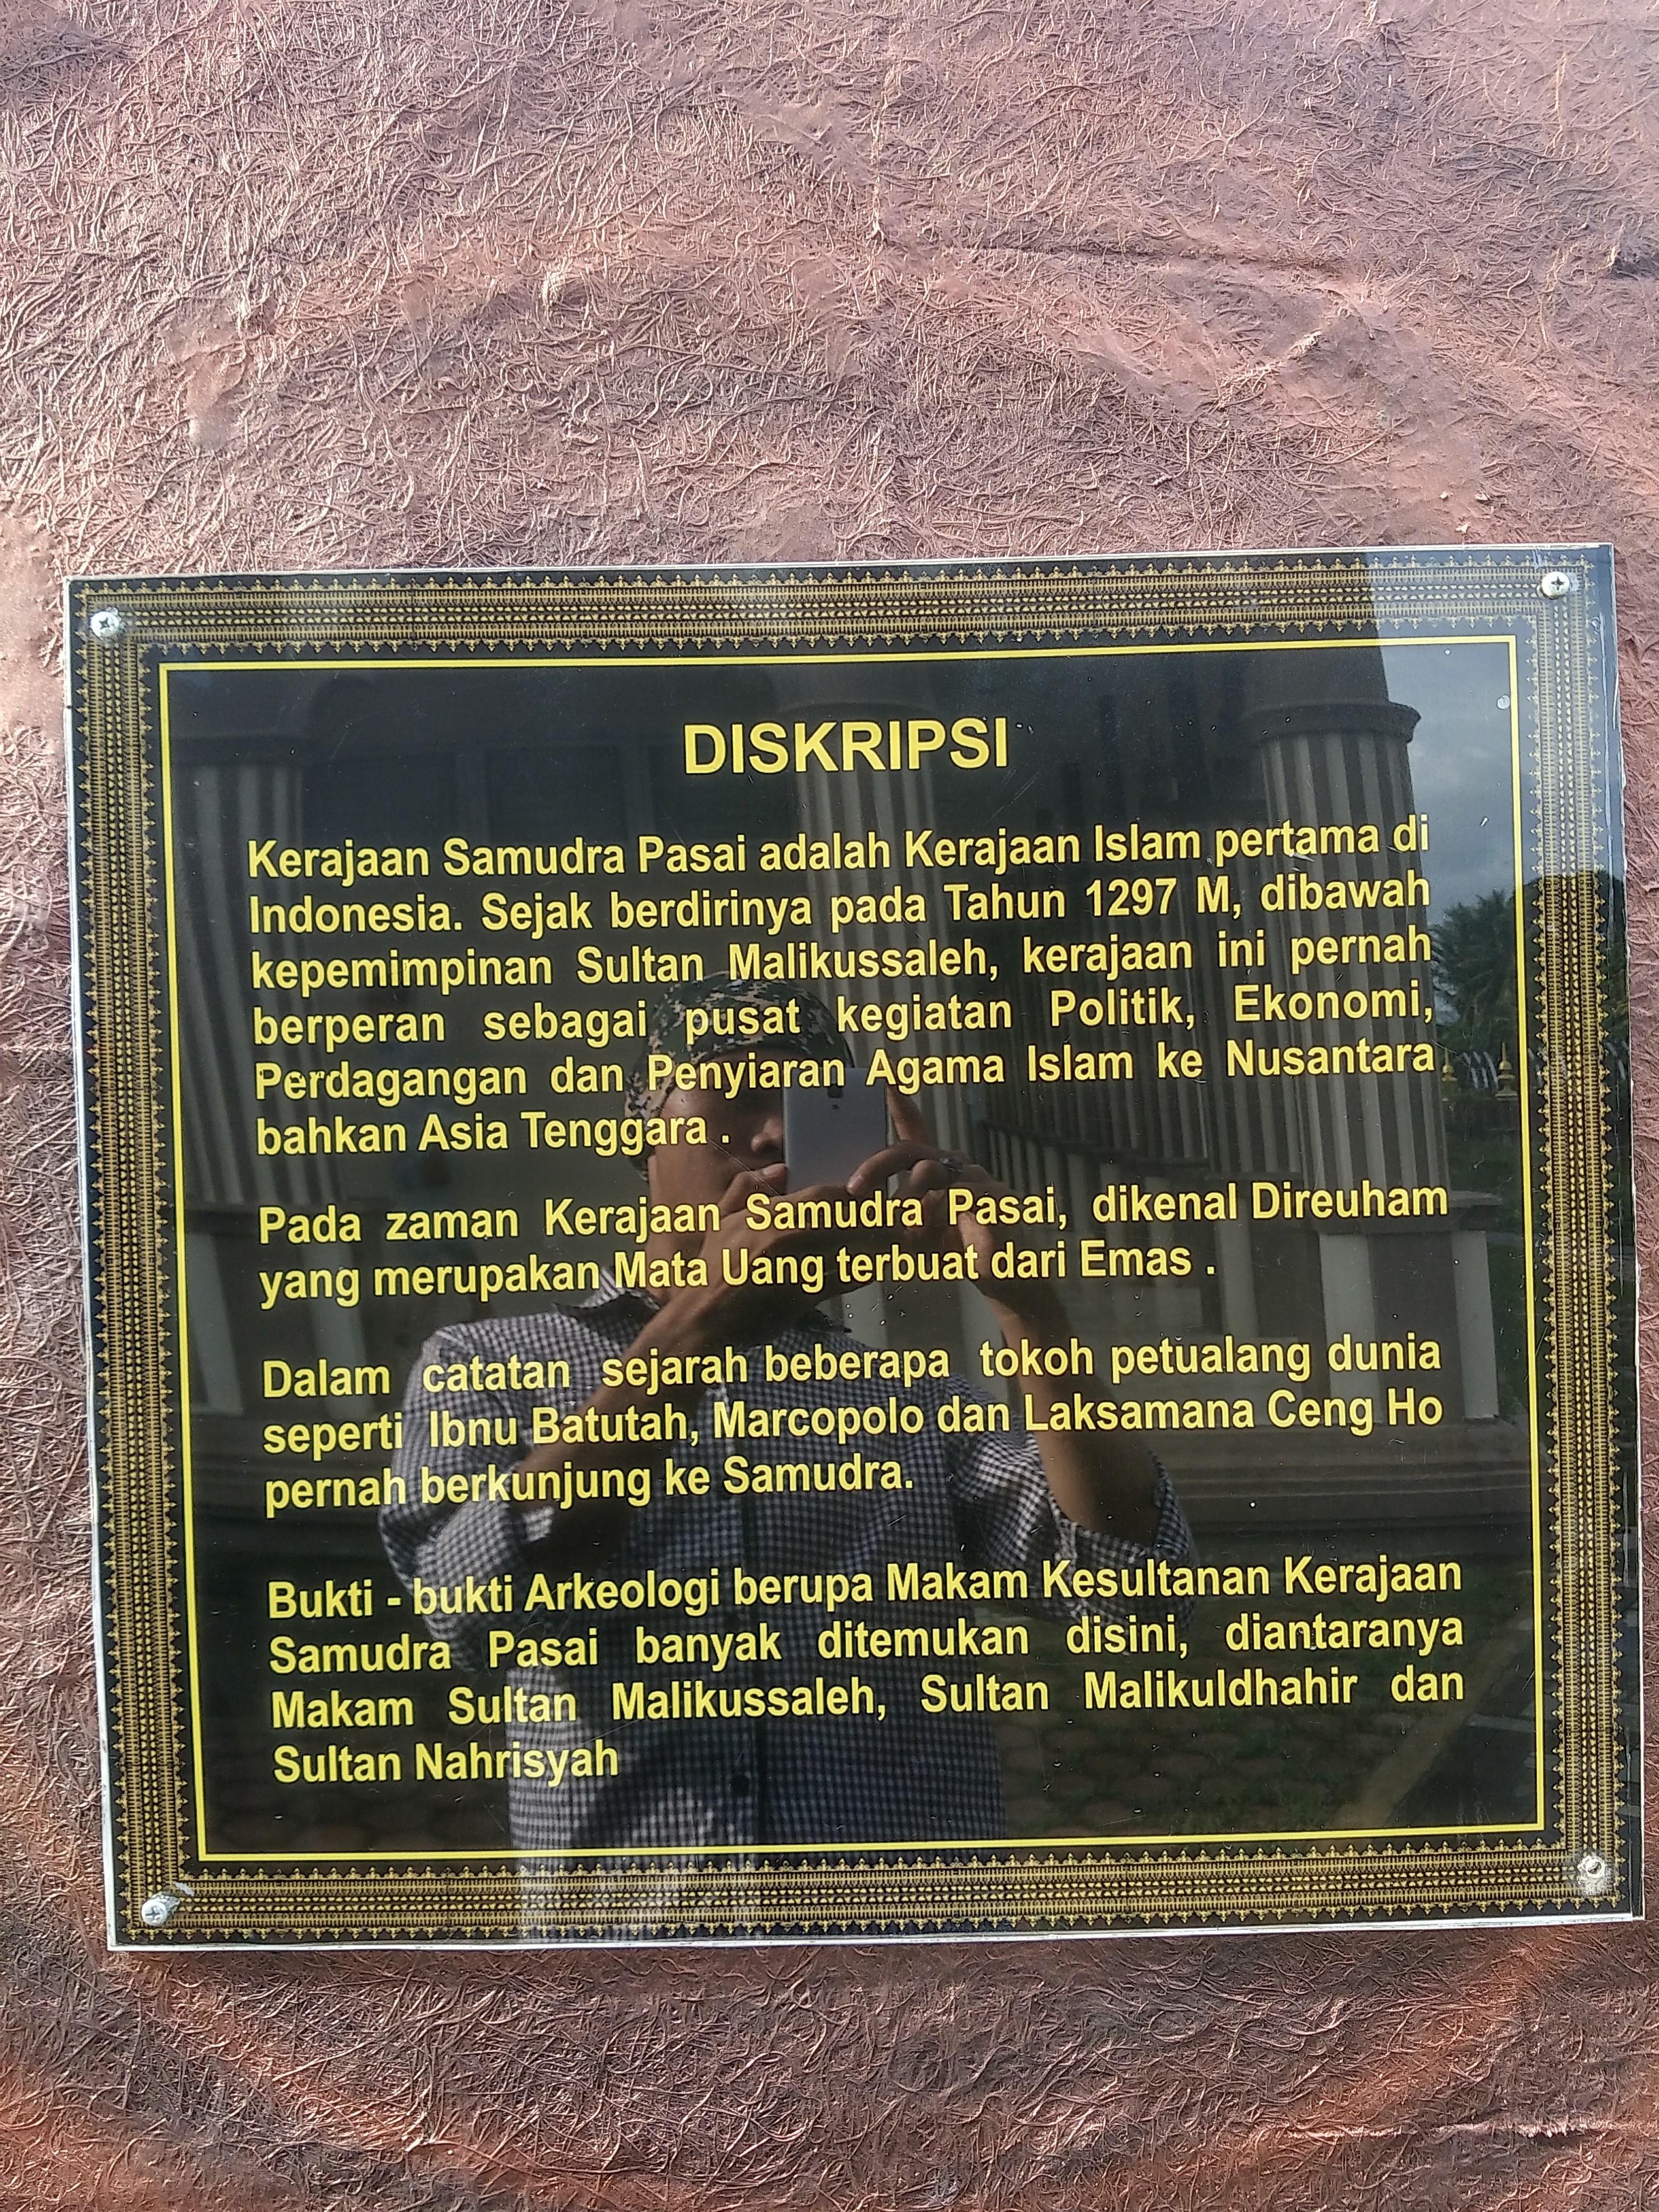 DISKRIPSI
Kerajaan Samudra Pasai adalah Kerajaan Islam pertama di
Indonesia. Sejak berdirinya pada Tahun 1297 M, dibawah
kepemimpinan Sultan Malikussaleh, kerajaan ini pernah
berperan sebagai pusat kegiatan Politik, Ekonomi,
Perdagangan dan Penyiaran Agama Islam ke Nusantara
bahkan Asia Tenggara .
Pada zaman Kerajaan Samudra Pasai, dikenal Direuham
yang merupakan Mata Uang terbuat dari Emas .
Dalam catatan sejarah beberapa tokoh petualang dunia
seperti Ibnu Batutah, Marcopolo dan Laksamana Ceng Ho
pernah berkunjung ke Samudra.
Bukti - bukti Arkeologi berupa Makam Kesultanan Kerajaan
Samudra Pasai banyak ditemukan disini, diantaranya
Makam Sultan Malikussaleh, Sultan Malikuldhahir dan
Sultan Nahrisyah